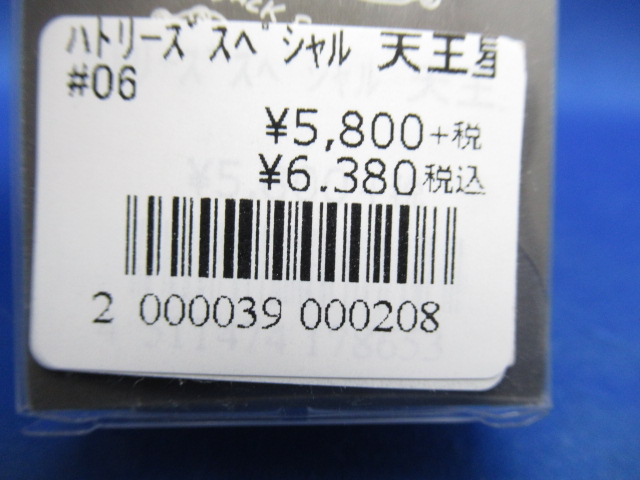 ハトリーズスペシャル 天王星
#06
¥5,800+税
¥6.380税込
2 000039 000208